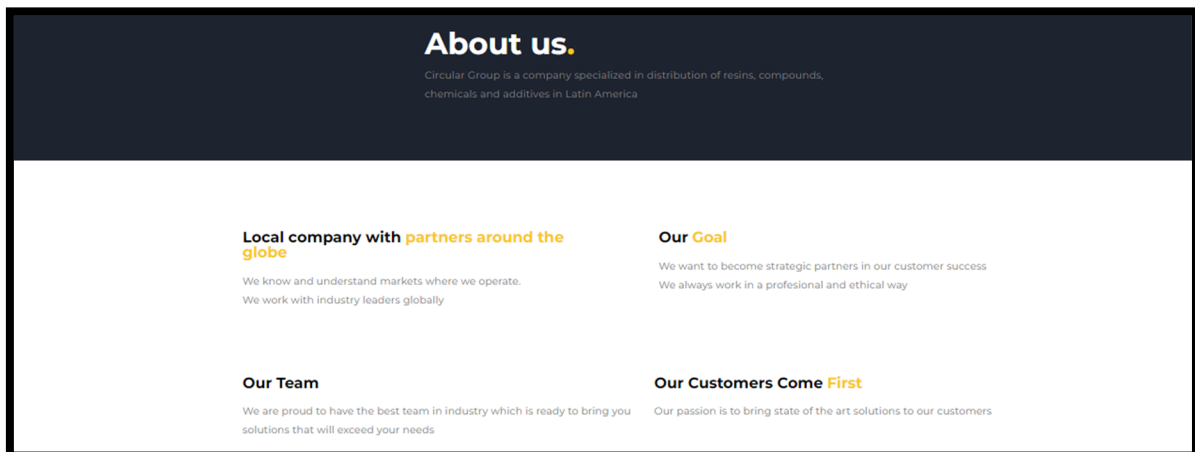 About us.
Circular Group is a company specialized in distribution of resins, compounds,
chemicals and additives in Latin America
Local company with partners around the
globe
We know and understand markets where we operate.
We work with industry leaders globally
Our Goal
We want to become strategic partners in our customer success
We always work in a profesional and ethical way
Our Team
We are proud to have the best team in industry which is ready to bring you
solutions that will exceed your needs
Our Customers Come First
Our passion is to bring state of the art solutions to our customers